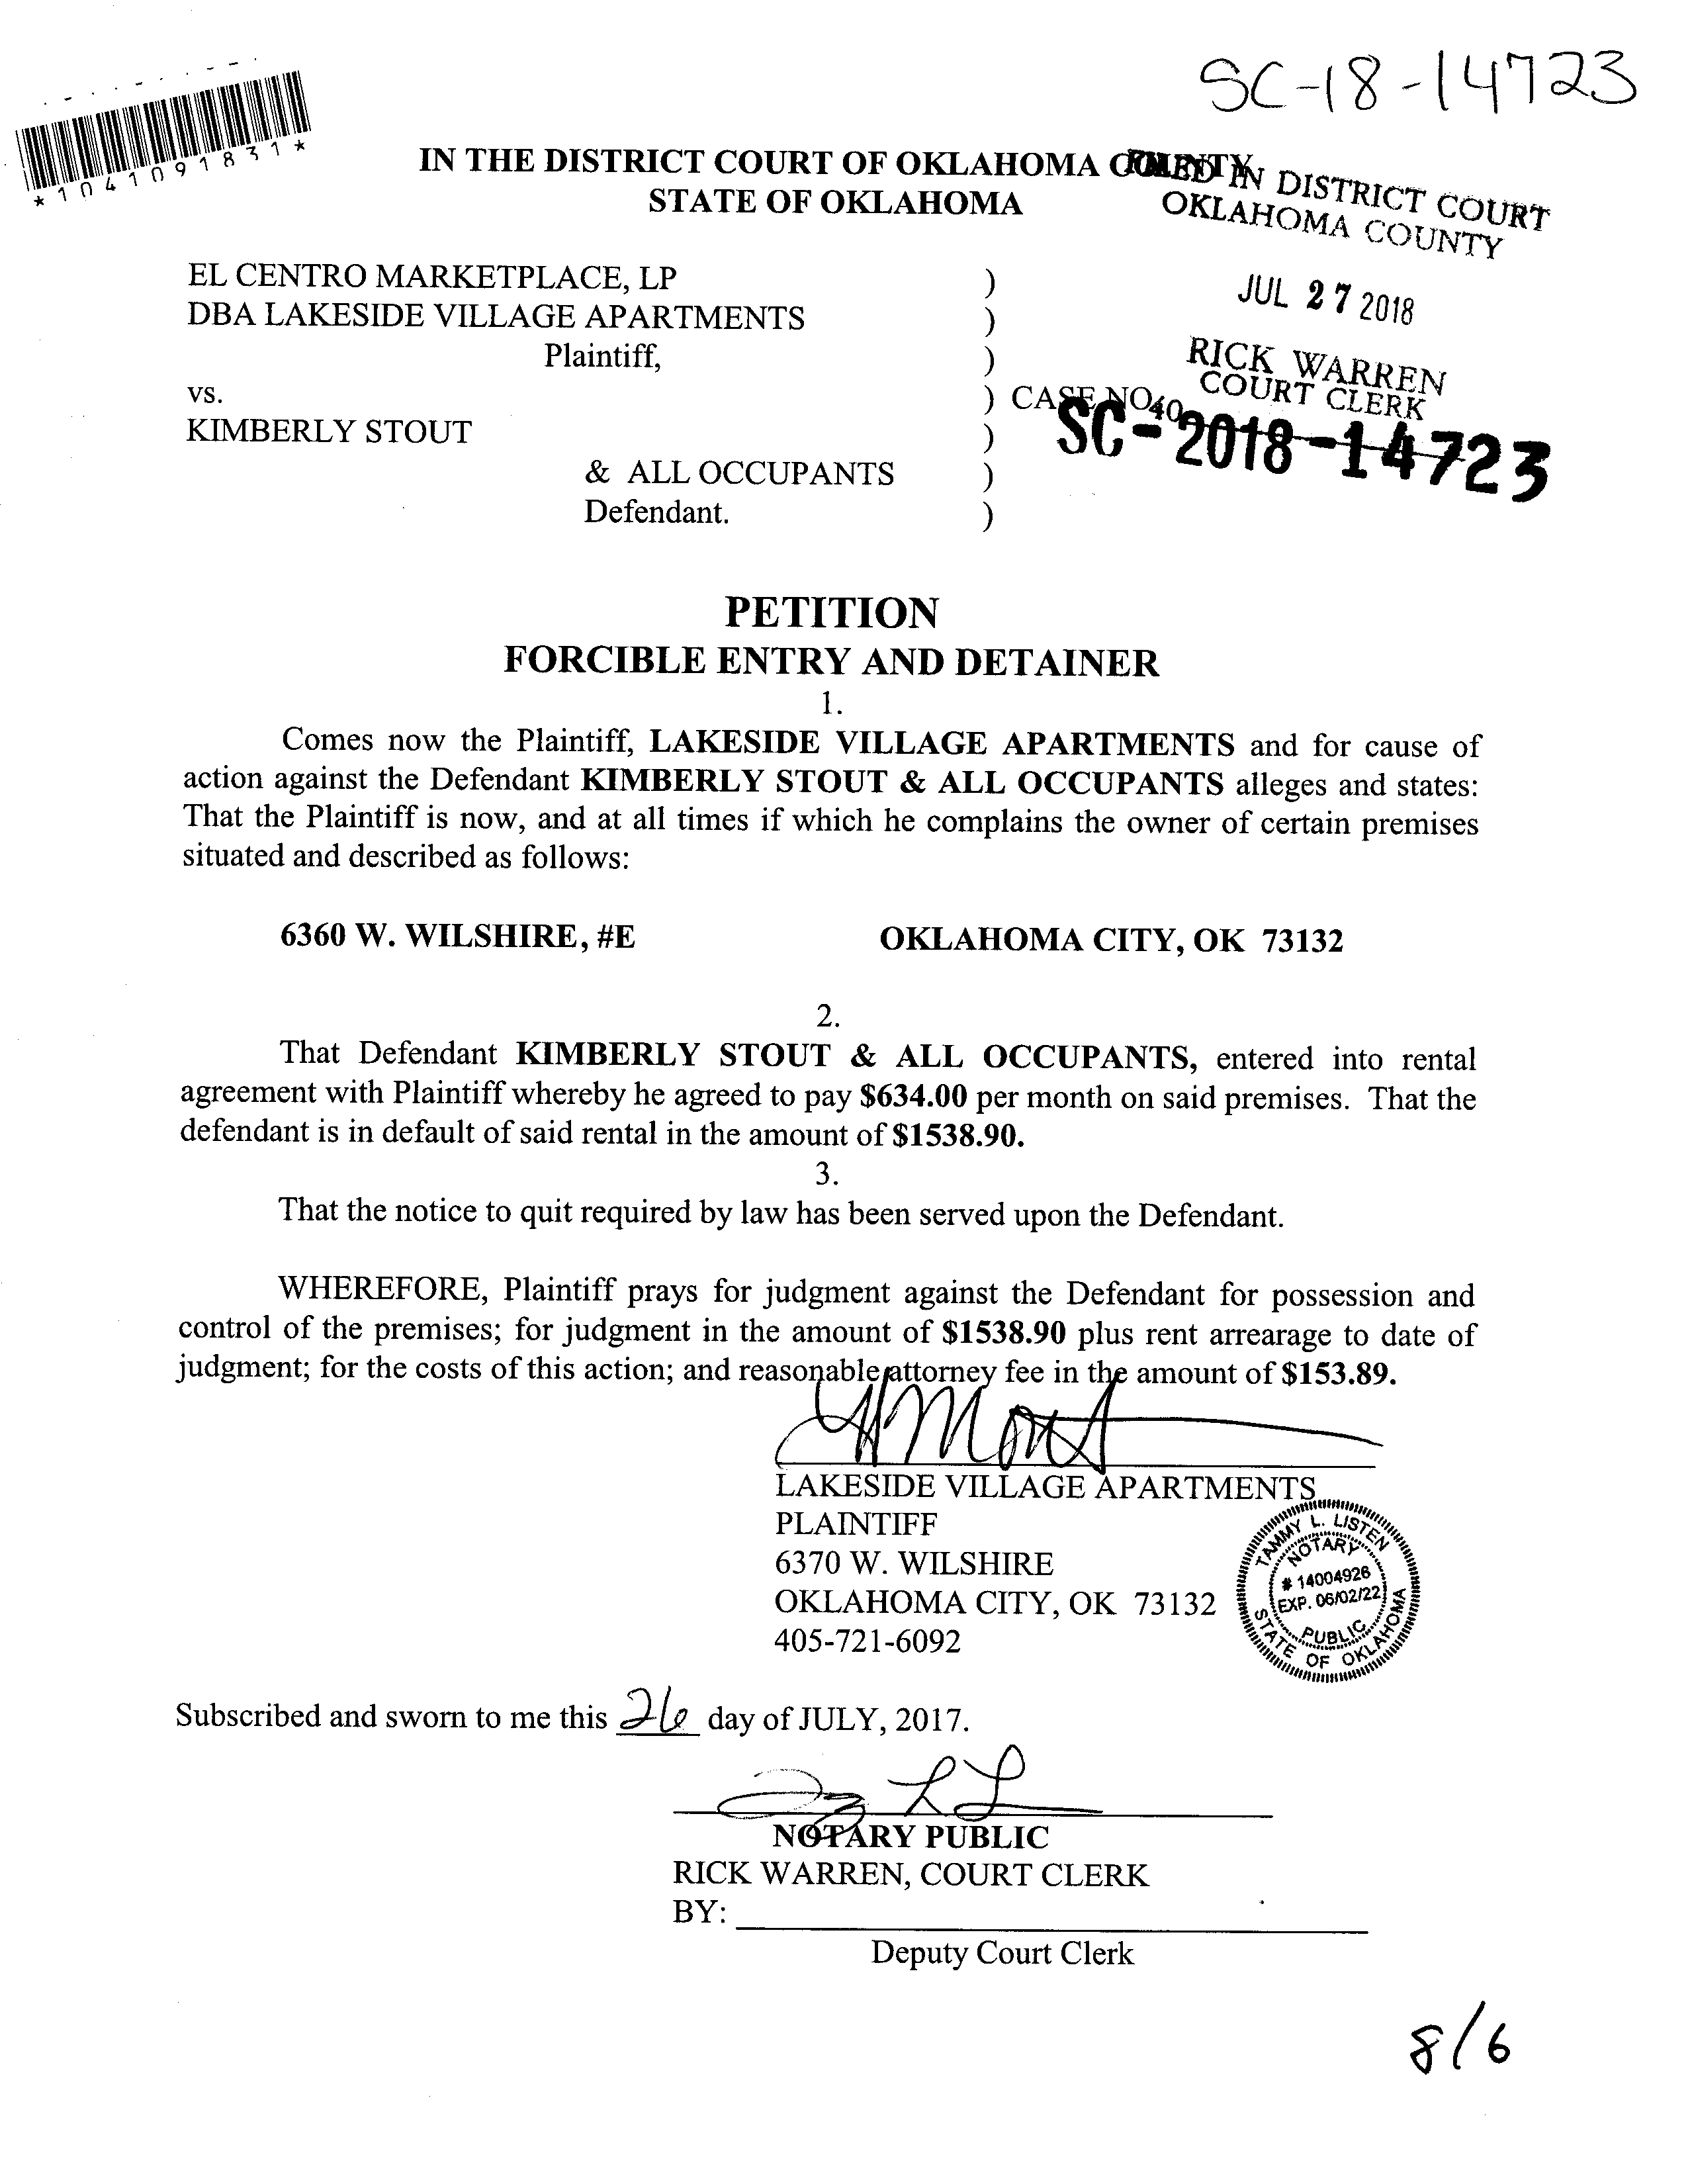 SC-18-14723
*1041091831*
IN THE DISTRICT COURT OF OKLAHOMA COUNTY
STATE OF OKLAHOMA
FILED IN DISTRICT COURT
OKLAHOMA COUNTY
JUL 27 2018
RICK WARREN
COURT CLERK
40
EL CENTRO MARKETPLACE, LP )
DBA LAKESIDE VILLAGE APARTMENTS )
Plaintiff, )
vs. ) CASE NO
KIMBERLY STOUT )
SC-2018-14723
& ALL OCCUPANTS )
Defendant. )
PETITION
FORCIBLE ENTRY AND DETAINER
1.
Comes now the Plaintiff, LAKESIDE VILLAGE APARTMENTS and for cause of
action against the Defendant KIMBERLY STOUT & ALL OCCUPANTS alleges and states:
That the Plaintiff is now, and at all times if which he complains the owner of certain premises
situated and described as follows:
6360 W. WILSHIRE, #E OKLAHOMA CITY, OK 73132
2.
That Defendant KIMBERLY STOUT & ALL OCCUPANTS, entered into rental
agreement with Plaintiff whereby he agreed to pay $634.00 per month on said premises. That the
defendant is in default of said rental in the amount of $1538.90.
3.
That the notice to quit required by law has been served upon the Defendant.
WHEREFORE, Plaintiff prays for judgment against the Defendant for possession and
control of the premises; for judgment in the amount of $1538.90 plus rent arrearage to date of
judgment; for the costs of this action; and reasonable attorney fee in the amount of $153.89.
LAKESIDE VILLAGE APARTMENTS
PLAINTIFF
6370 W. WILSHIRE
OKLAHOMA CITY, OK 73132
405-721-6092
TAMMY L. LISTEN
NOTARY
# 14004926
EXP. 06/02/22
PUBLIC
STATE OF OKLAHOMA
Subscribed and sworn to me this 26 day of JULY, 2017.
NOTARY PUBLIC
RICK WARREN, COURT CLERK
BY:
Deputy Court Clerk
8/6